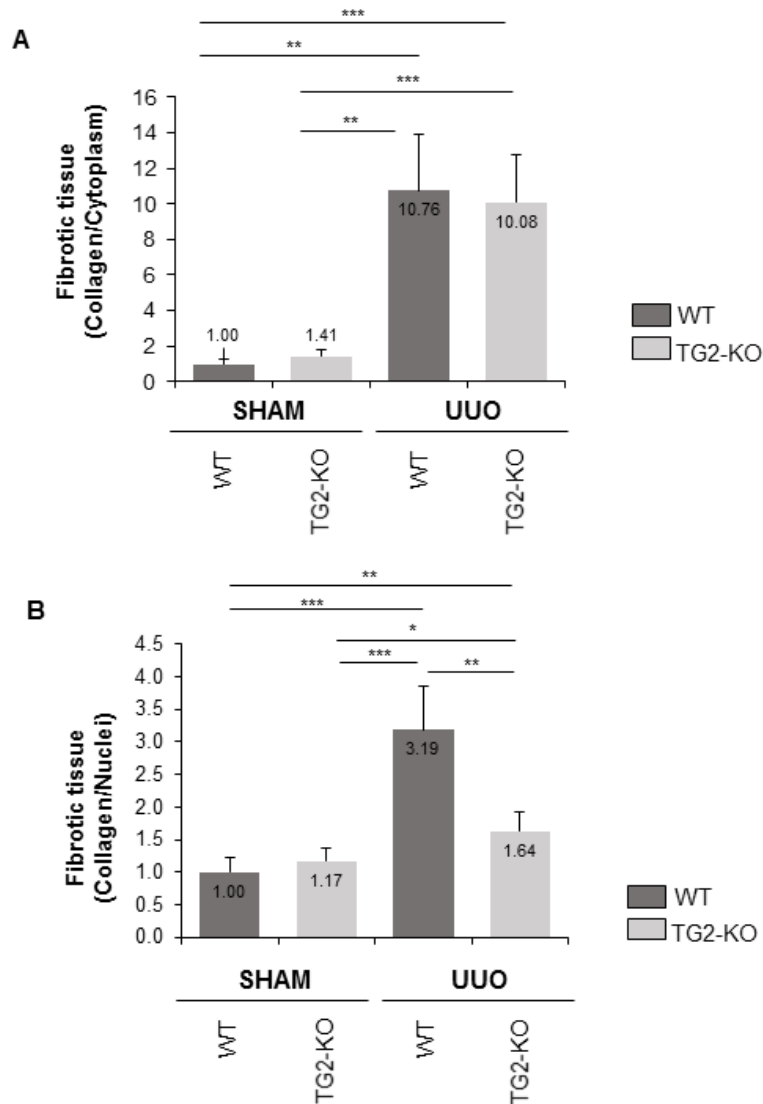 A
***
**
***
**
Fibrotic tissue
(Collagen/Cytoplasm)
16
14
12
10
8
6
4
2
0
1.00
1.41
10.76
10.08
SHAM
UUO
WT
TG2-KO
WT
TG2-KO
WT
TG2-KO
B
**
***
*
***
**
Fibrotic tissue
(Collagen/Nuclei)
4.5
4.0
3.5
3.0
2.5
2.0
1.5
1.0
0.5
0.0
1.00
1.17
3.19
1.64
SHAM
UUO
WT
TG2-KO
WT
TG2-KO
WT
TG2-KO